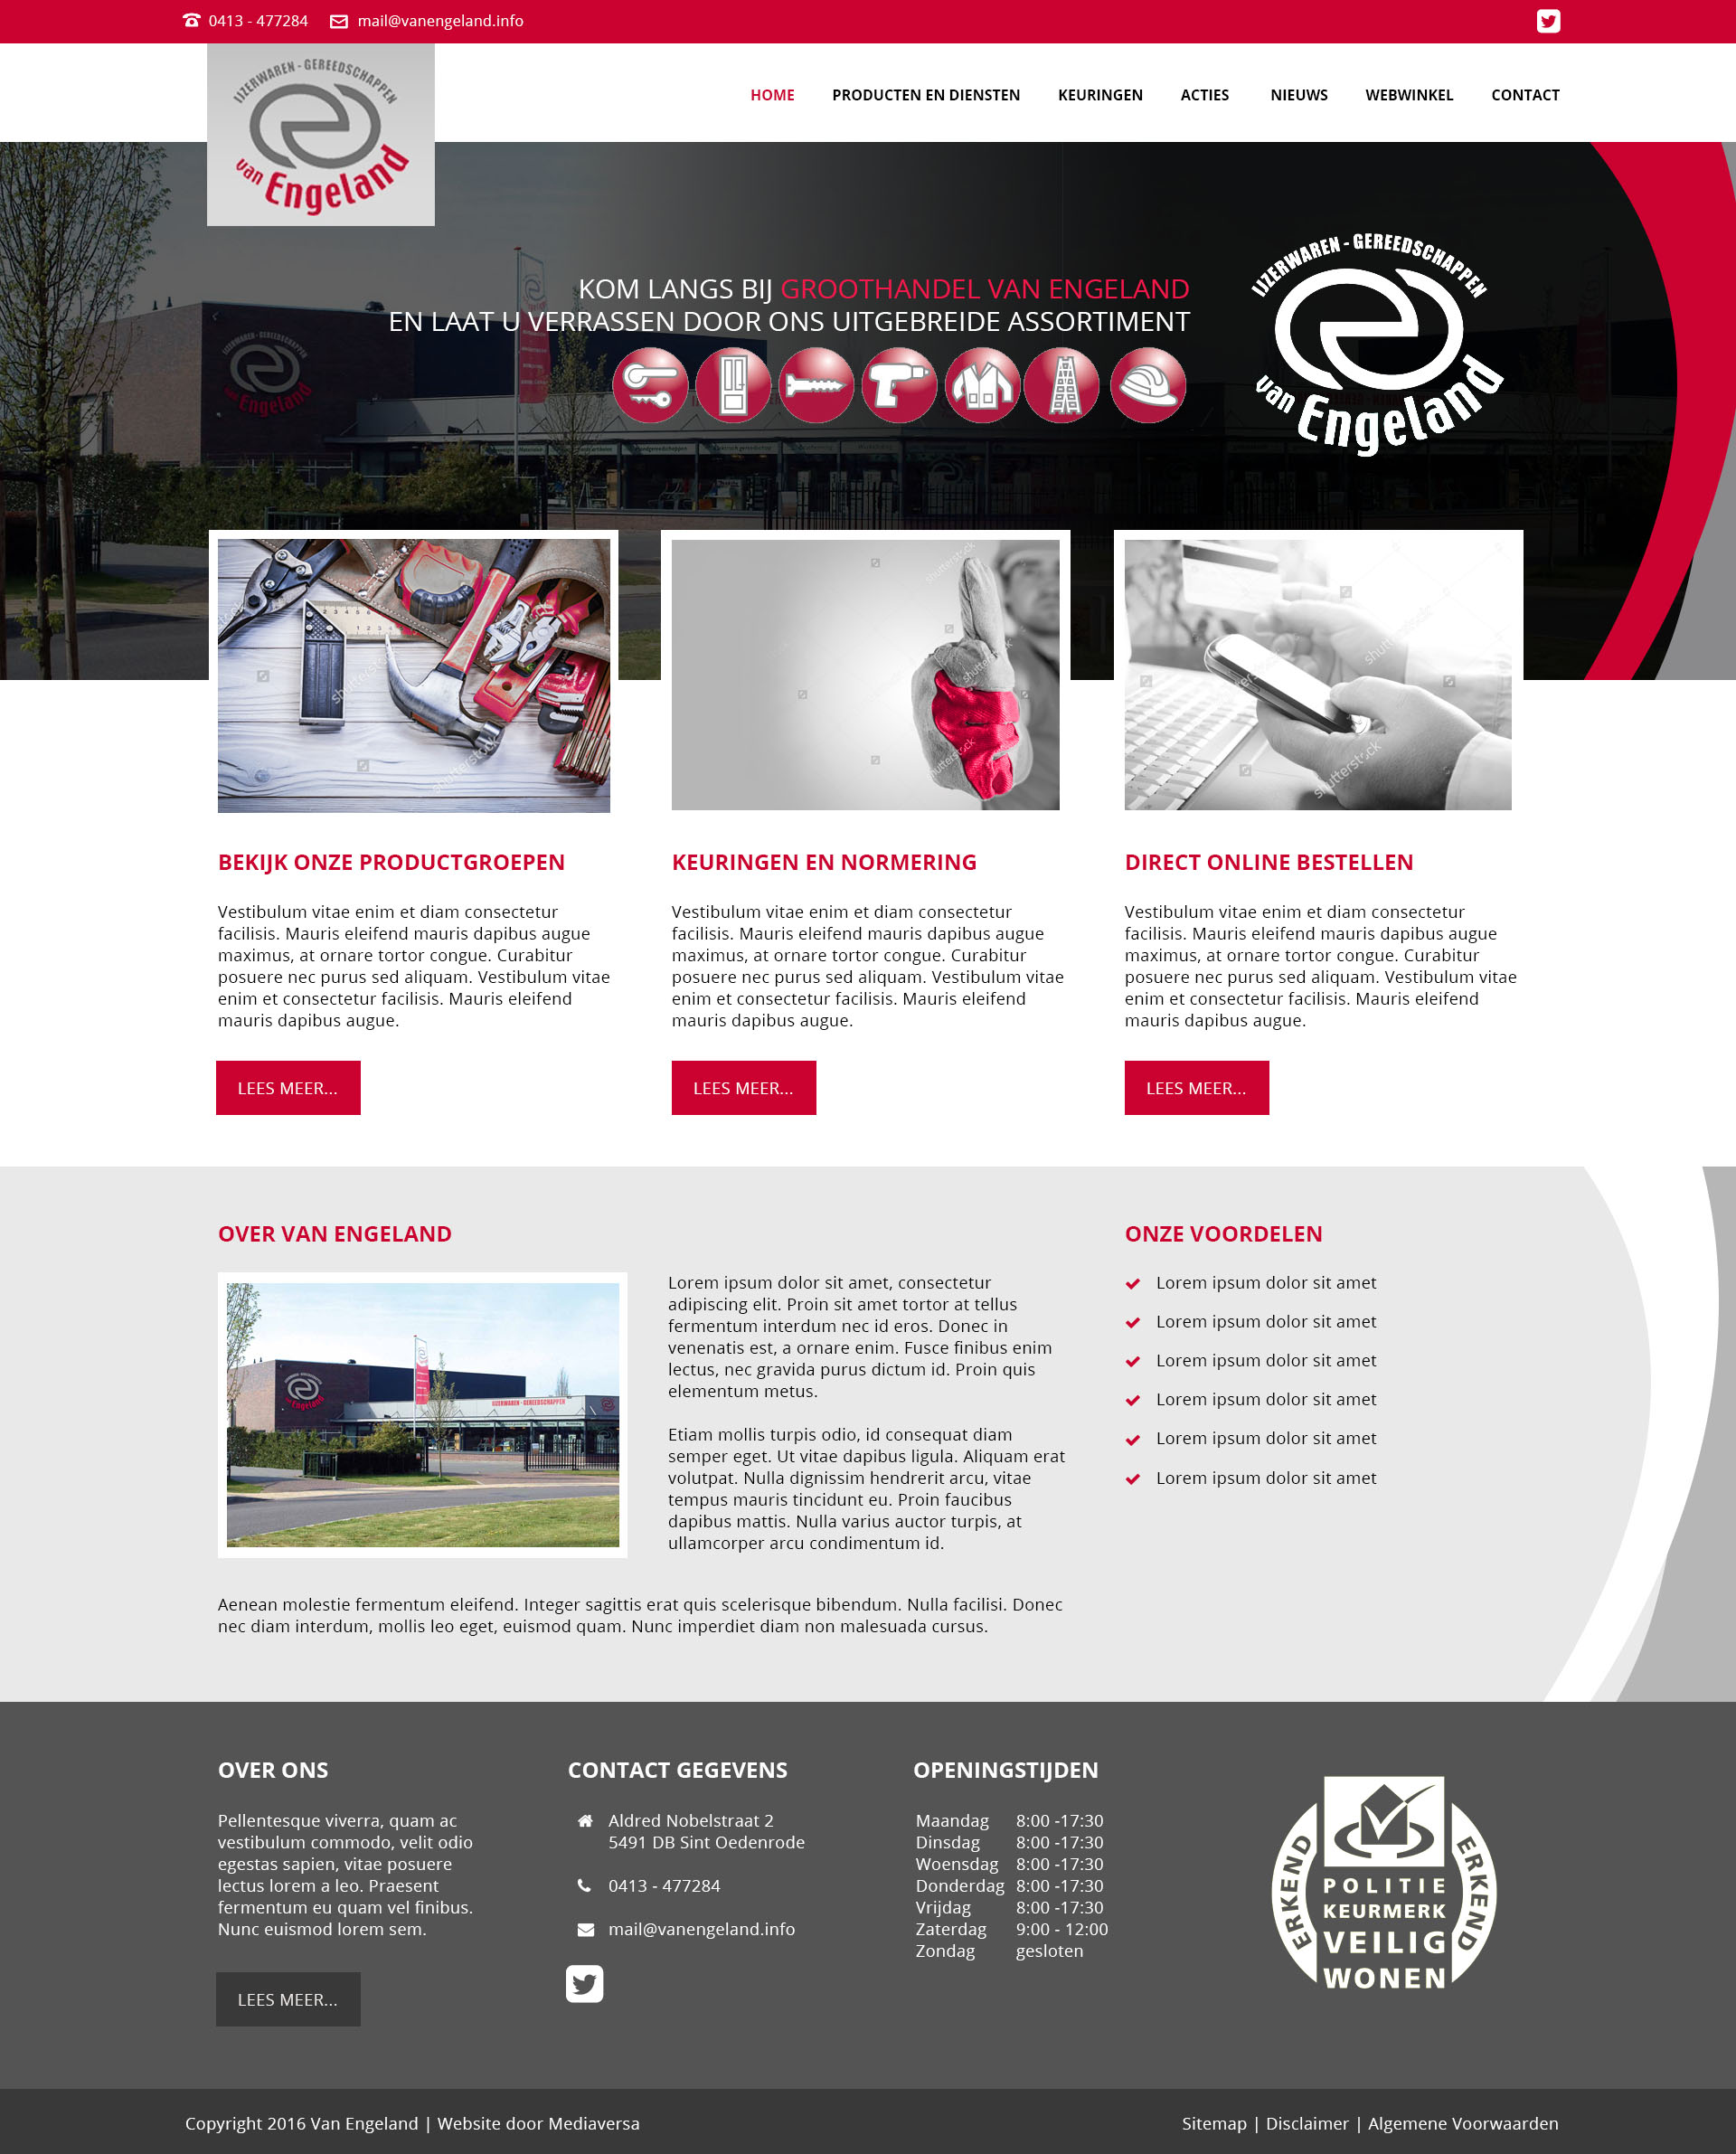 0413 - 477284
mail@vanengeland.info
IJZERWAREN - GEREEDSCHAPPEN
van Engeland
HOME
PRODUCTEN EN DIENSTEN
KEURINGEN
ACTIES
NIEUWS
WEBWINKEL
CONTACT
KOM LANGS BIJ GROOTHANDEL VAN ENGELAND
EN LAAT U VERRASSEN DOOR ONS UITGEBREIDE ASSORTIMENT
IJZERWAREN - GEREEDSCHAPPEN
van Engeland
van Engeland
shutterstock
shutterstock
shutterstock
shutterstock
shutterstock
shutterstock
shutterstock
BEKIJK ONZE PRODUCTGROEPEN
Vestibulum vitae enim et diam consectetur
facilisis. Mauris eleifend mauris dapibus augue
maximus, at ornare tortor congue. Curabitur
posuere nec purus sed aliquam. Vestibulum vitae
enim et consectetur facilisis. Mauris eleifend
mauris dapibus augue.
LEES MEER...
KEURINGEN EN NORMERING
Vestibulum vitae enim et diam consectetur
facilisis. Mauris eleifend mauris dapibus augue
maximus, at ornare tortor congue. Curabitur
posuere nec purus sed aliquam. Vestibulum vitae
enim et consectetur facilisis. Mauris eleifend
mauris dapibus augue.
LEES MEER...
DIRECT ONLINE BESTELLEN
Vestibulum vitae enim et diam consectetur
facilisis. Mauris eleifend mauris dapibus augue
maximus, at ornare tortor congue. Curabitur
posuere nec purus sed aliquam. Vestibulum vitae
enim et consectetur facilisis. Mauris eleifend
mauris dapibus augue.
LEES MEER...
OVER VAN ENGELAND
van Engeland
IJZERWAREN - GEREEDSCHAPPEN
Lorem ipsum dolor sit amet, consectetur
adipiscing elit. Proin sit amet tortor at tellus
fermentum interdum nec id eros. Donec in
venenatis est, a ornare enim. Fusce finibus enim
lectus, nec gravida purus dictum id. Proin quis
elementum metus.
Etiam mollis turpis odio, id consequat diam
semper eget. Ut vitae dapibus ligula. Aliquam erat
volutpat. Nulla dignissim hendrerit arcu, vitae
tempus mauris tincidunt eu. Proin faucibus
dapibus mattis. Nulla varius auctor turpis, at
ullamcorper arcu condimentum id.
Aenean molestie fermentum eleifend. Integer sagittis erat quis scelerisque bibendum. Nulla facilisi. Donec
nec diam interdum, mollis leo eget, euismod quam. Nunc imperdiet diam non malesuada cursus.
ONZE VOORDELEN
Lorem ipsum dolor sit amet
Lorem ipsum dolor sit amet
Lorem ipsum dolor sit amet
Lorem ipsum dolor sit amet
Lorem ipsum dolor sit amet
Lorem ipsum dolor sit amet
OVER ONS
Pellentesque viverra, quam ac
vestibulum commodo, velit odio
egestas sapien, vitae posuere
lectus lorem a leo. Praesent
fermentum eu quam vel finibus.
Nunc euismod lorem sem.
LEES MEER...
CONTACT GEGEVENS
Aldred Nobelstraat 2
5491 DB Sint Oedenrode
0413 - 477284
mail@vanengeland.info
OPENINGSTIJDEN
Maandag 8:00 -17:30
Dinsdag 8:00 -17:30
Woensdag 8:00 -17:30
Donderdag 8:00 -17:30
Vrijdag 8:00 -17:30
Zaterdag 9:00 - 12:00
Zondag gesloten
ERKEND
POLITIE
KEURMERK
VEILIG
WONEN
ERKEND
Copyright 2016 Van Engeland | Website door Mediaversa
Sitemap | Disclaimer | Algemene Voorwaarden